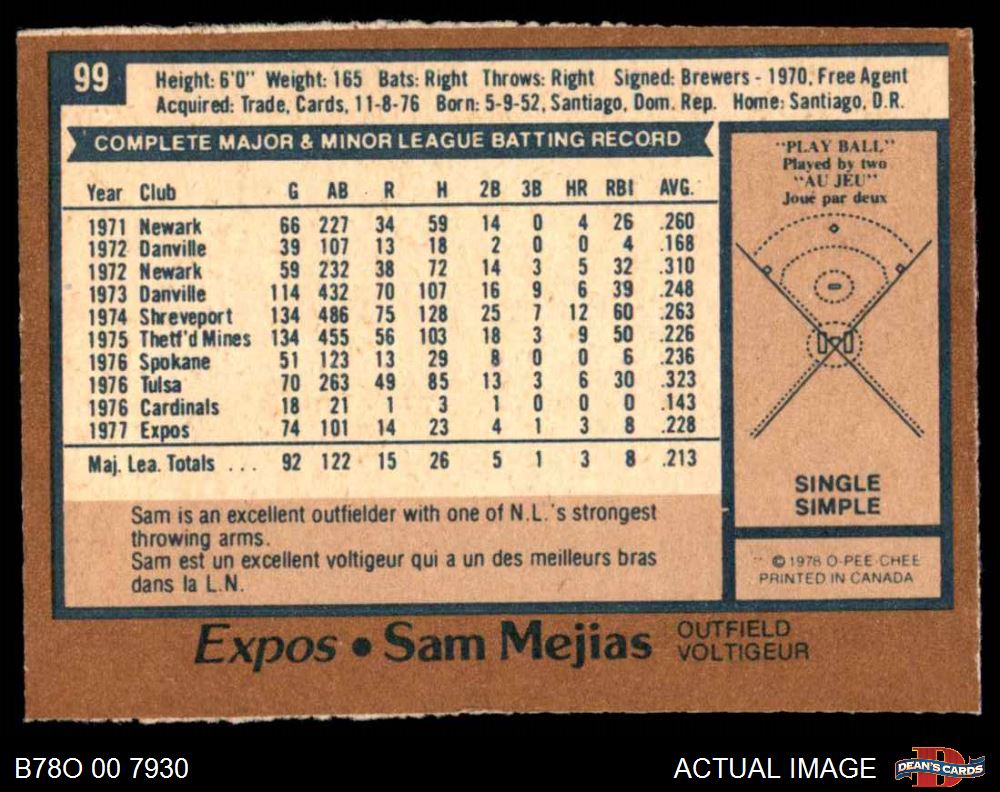 99
Height: 6'0" Weight: 165 Bats: Right Throws: Right Signed: Brewers - 1970, Free Agent
Acquired: Trade, Cards, 11-8-76 Born: 5-9-52, Santiago, Dom. Rep. Home: Santiago, D.R.
COMPLETE MAJOR & MINOR LEAGUE BATTING RECORD
Year Club G AB R H 2B 3B HR RBI AVG.
1971 Newark 66 227 34 59 14 0 4 26 .260
1972 Danville 39 107 13 18 2 0 0 4 .168
1972 Newark 59 232 38 72 14 3 5 32 .310
1973 Danville 114 432 70 107 16 9 6 39 .248
1974 Shreveport 134 486 75 128 25 7 12 60 .263
1975 Thetf'd Mines 134 455 56 103 18 3 9 50 .226
1976 Spokane 51 123 13 29 8 0 0 6 .236
1976 Tulsa 70 263 49 85 13 3 6 30 .323
1976 Cardinals 18 21 1 3 1 0 0 0 .143
1977 Expos 74 101 14 23 4 1 3 8 .228
Maj. Lea. Totals ... 92 122 15 26 5 1 3 8 .213
Sam is an excellent outfielder with one of N.L.'s strongest
throwing arms.
Sam est un excellent voltigeur qui a un des meilleurs bras
dans la L.N.
"PLAY BALL"
Played by two
"AU JEU"
Joué par deux
SINGLE
SIMPLE
© 1978 O-PEE-CHEE
PRINTED IN CANADA
Expos • Sam Mejias
OUTFIELD
VOLTIGEUR
B78O 00 7930
ACTUAL IMAGE
DEAN'S CARDS